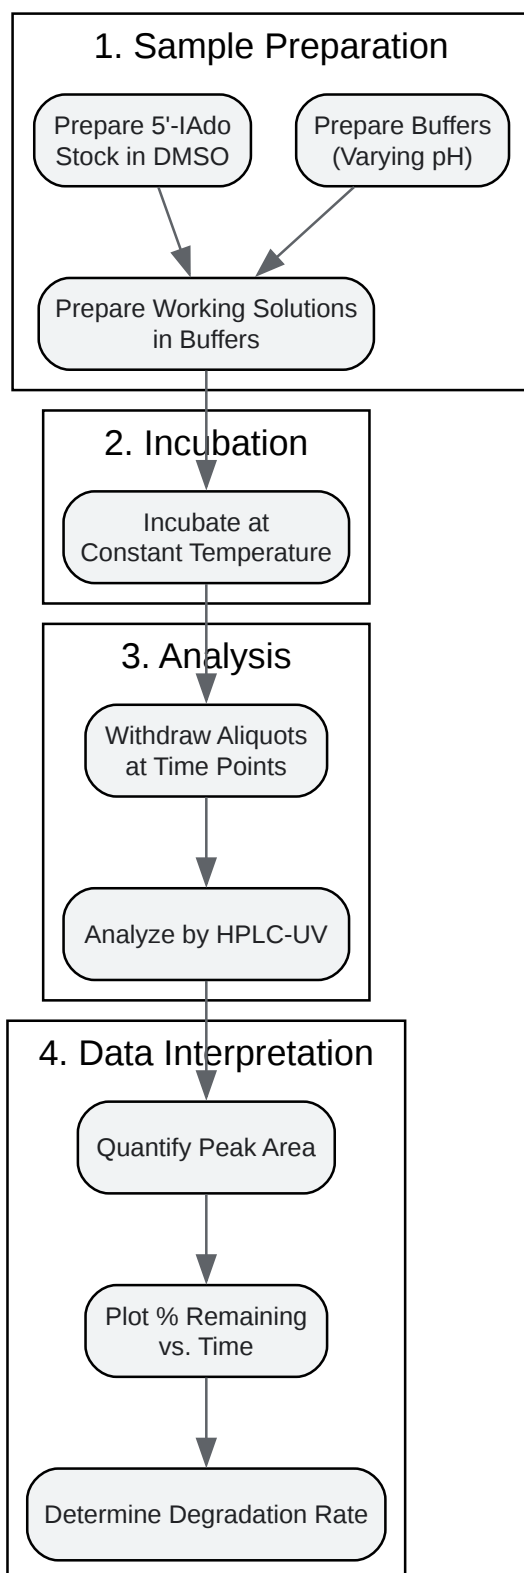 1. Sample Preparation
Prepare 5'-IAdo
Stock in DMSO
Prepare Buffers
(Varying pH)
Prepare Working Solutions
in Buffers
2. Incubation
Incubate at
Constant Temperature
3. Analysis
Withdraw Aliquots
at Time Points
Analyze by HPLC-UV
4. Data Interpretation
Quantify Peak Area
Plot % Remaining
vs. Time
Determine Degradation Rate